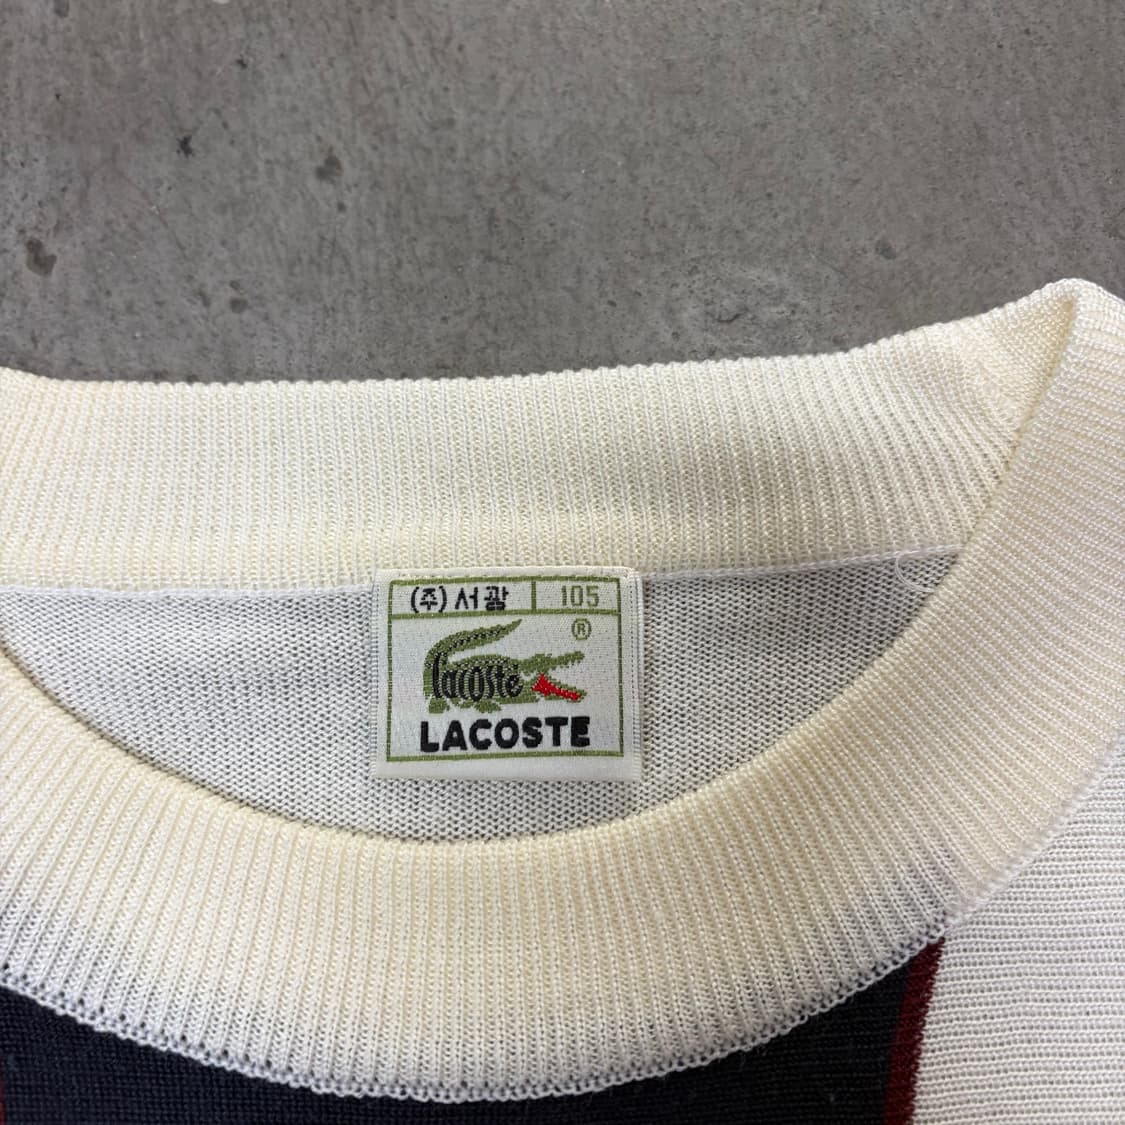 (주)서광 105
®
lacoste
LACOSTE